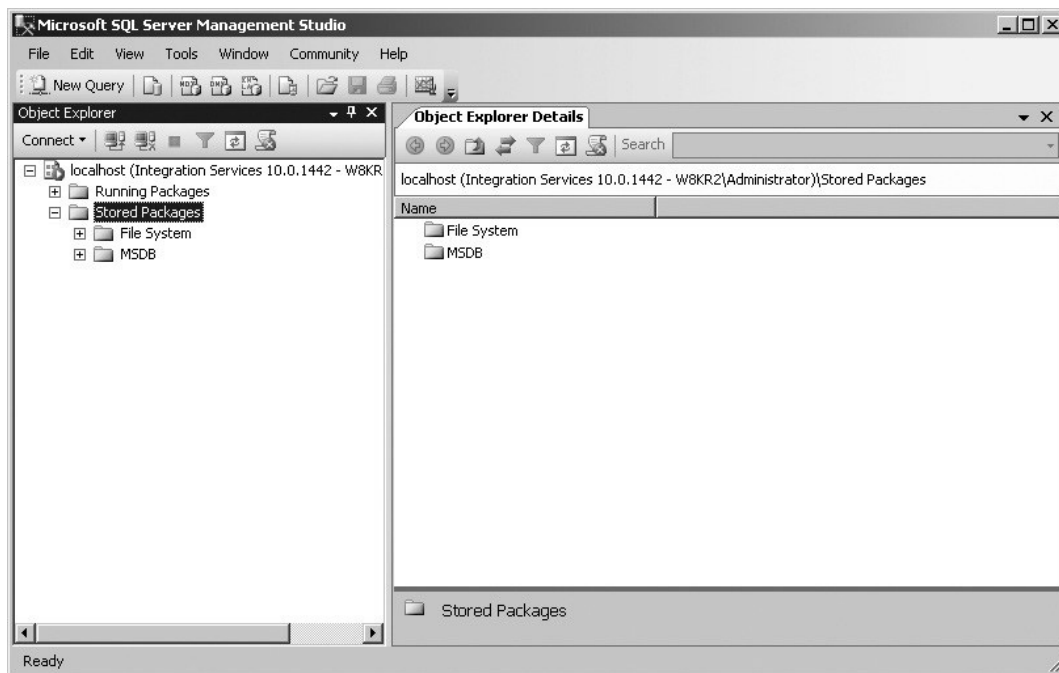 Microsoft SQL Server Management Studio
File Edit View Tools Window Community Help
New Query
Object Explorer
Connect
localhost (Integration Services 10.0.1442 - W8KR
Running Packages
Stored Packages
File System
MSDB
Object Explorer Details
Search
localhost (Integration Services 10.0.1442 - W8KR2\Administrator)\Stored Packages
Name
File System
MSDB
Stored Packages
Ready